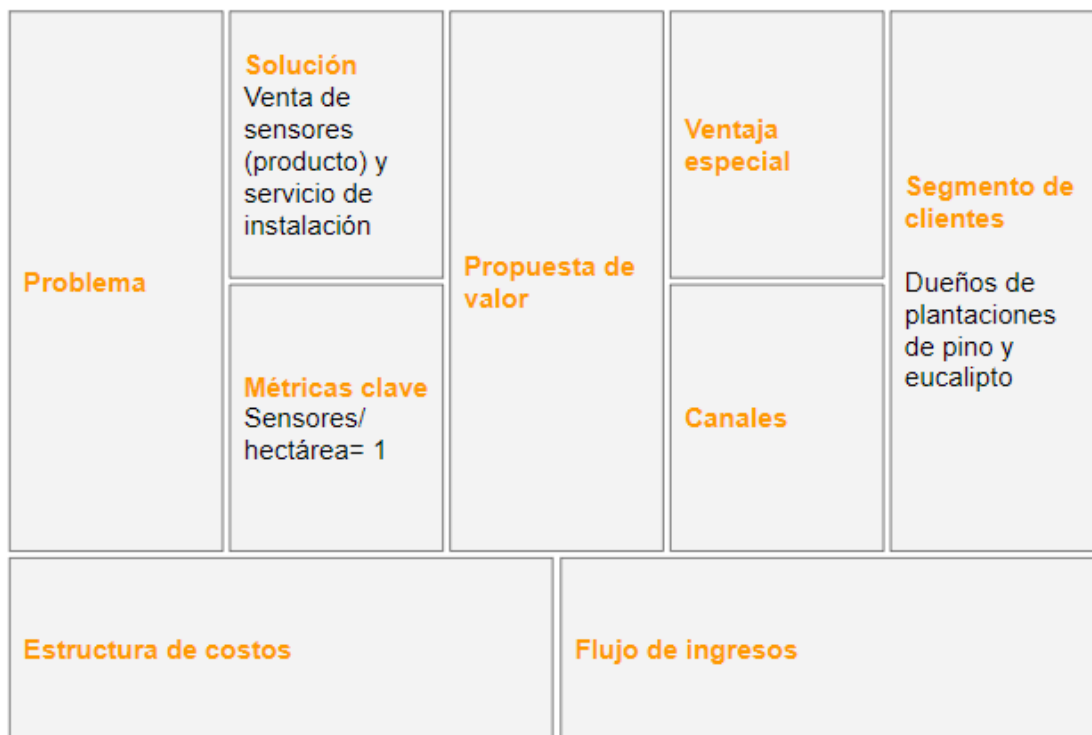 Problema
Solución
Venta de
sensores
(producto) y
servicio de
instalación
Métricas clave
Sensores/
hectárea= 1
Propuesta de
valor
Ventaja
especial
Canales
Segmento de
clientes
Dueños de
plantaciones
de pino y
eucalipto
Estructura de costos
Flujo de ingresos